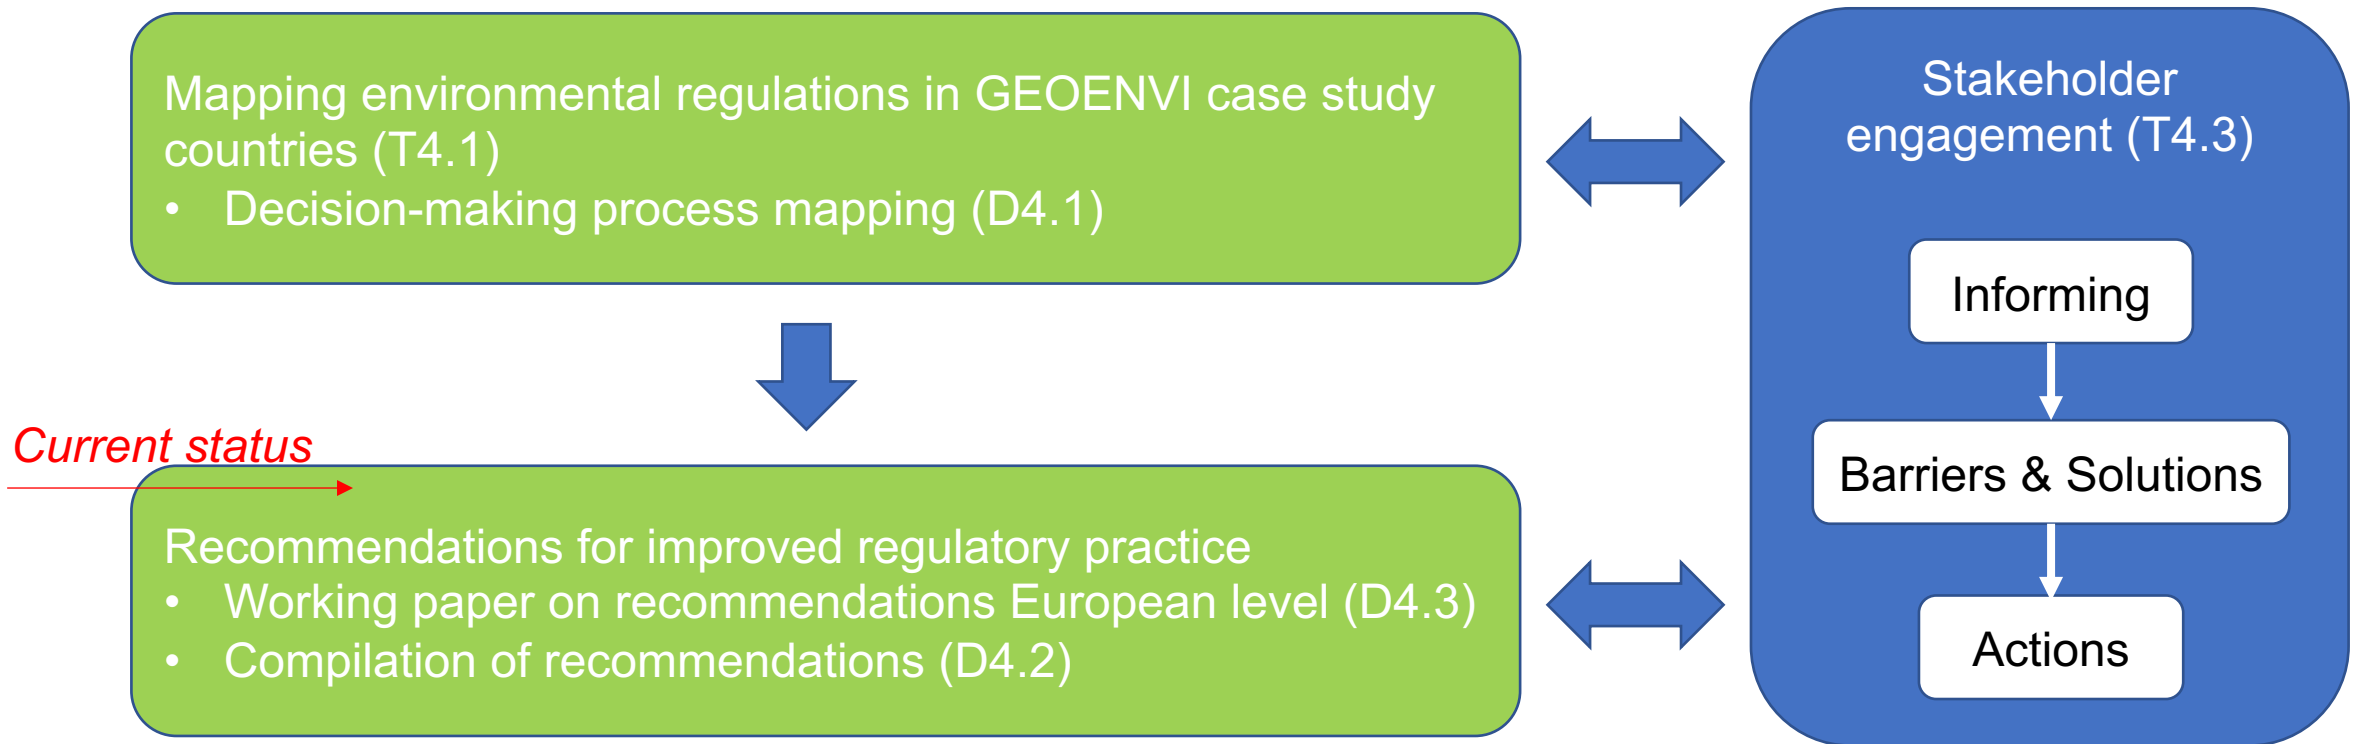 Mapping environmental regulations in GEOENVI case study
countries (T4.1)
• Decision-making process mapping (D4.1)
Current status
Recommendations for improved regulatory practice
• Working paper on recommendations European level (D4.3)
• Compilation of recommendations (D4.2)
Stakeholder
engagement (T4.3)
Informing
Barriers & Solutions
Actions